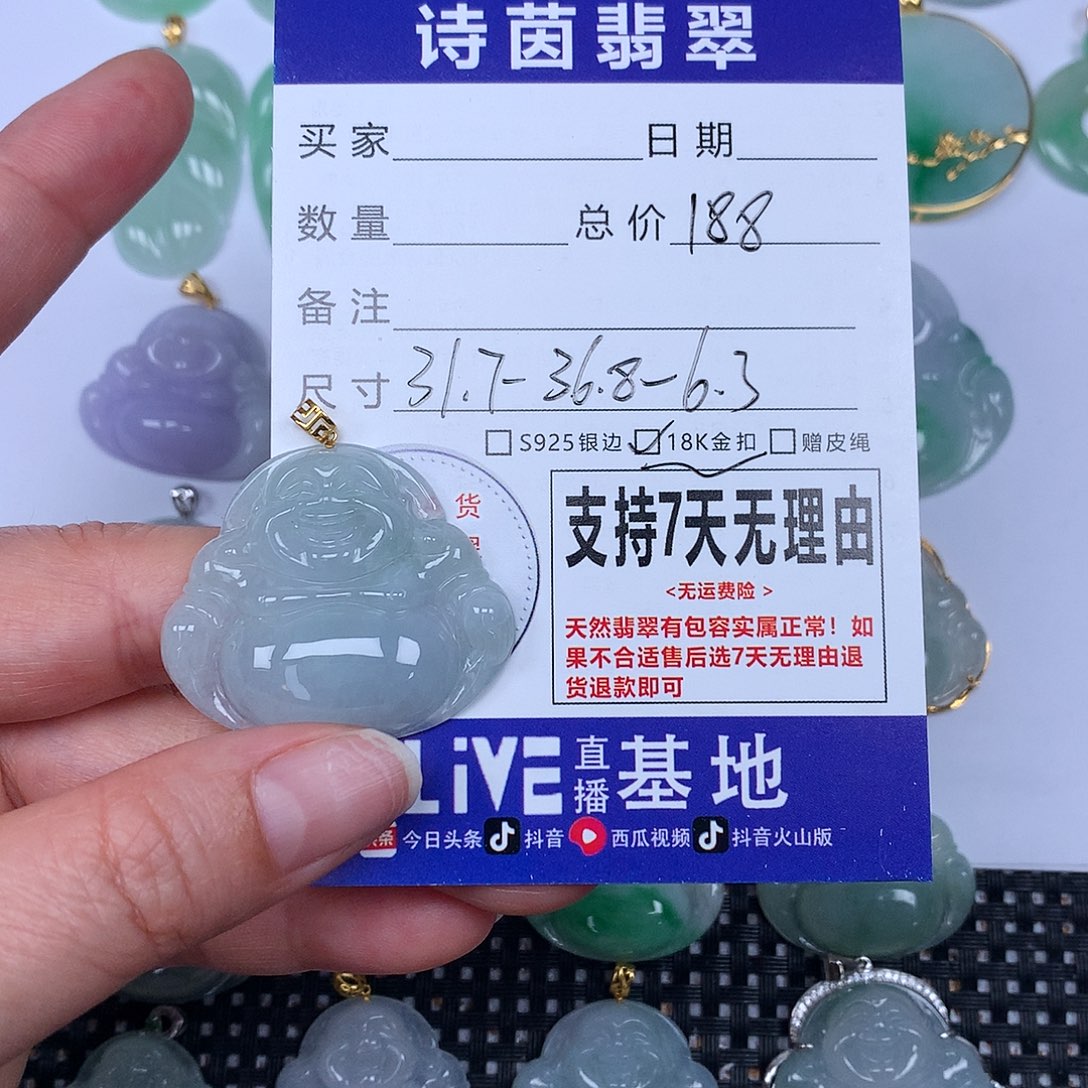 诗茵翡翠
买家 日期
数量 总价 188
备注
尺寸 31.7-36.8-6.3
S925银边 18K金扣 赠皮绳
货
支持7天无理由
<无运费险 >
天然翡翠有包容实属正常！如
果不合适售后选7天无理由退
货退款即可
LiVE 直播 基地
今日头条 抖音 西瓜视频 抖音火山版